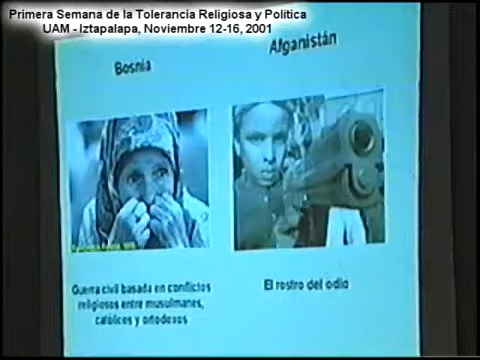 Primera Semana de la Tolerancia Religiosa y Política
UAM - Iztapalapa, Noviembre 12-16, 2001
Bosnia
Afganistán
Guerra civil basada en conflictos
religiosos entre musulmanes,
católicos y ortodoxos
El rostro del odio